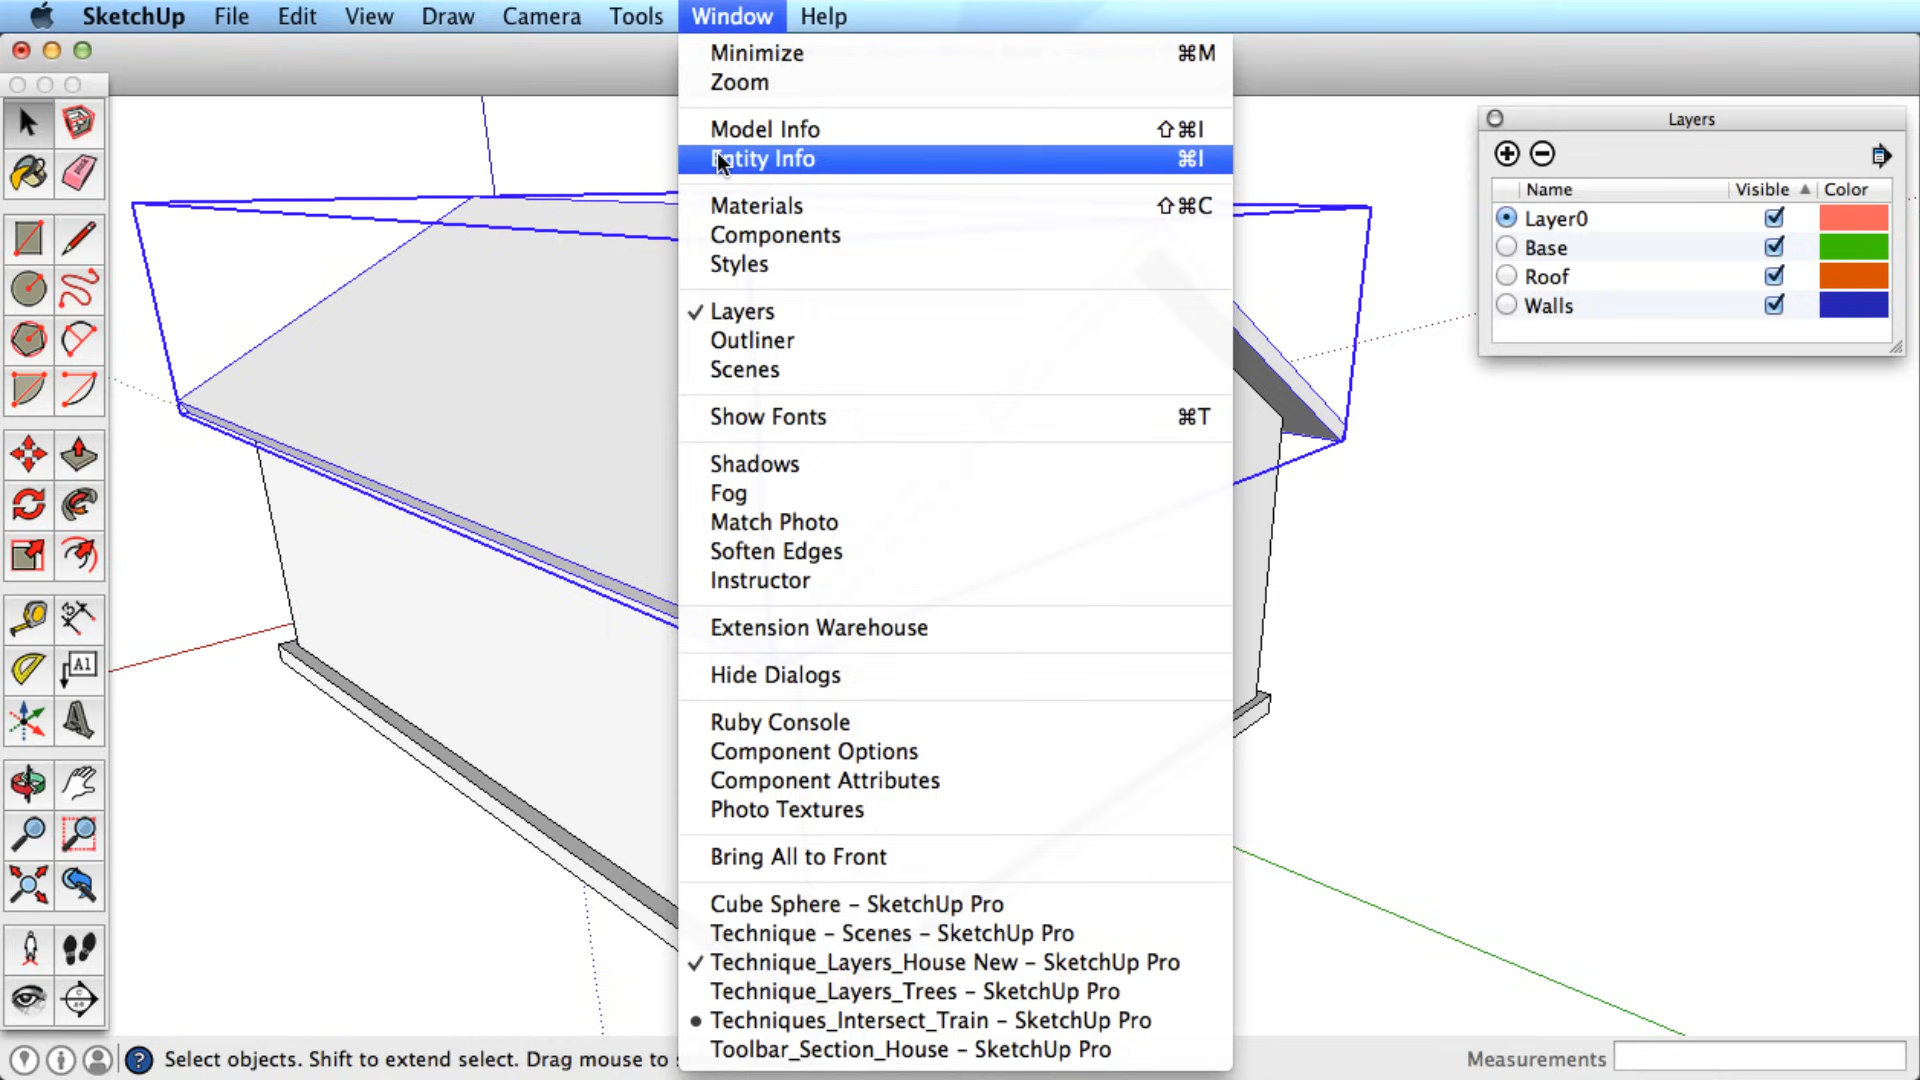 SketchUp File Edit View Draw Camera Tools Window Help
Minimize ⌘M
Zoom
Model Info ⇧⌘I
Entity Info ⌘I
Materials ⇧⌘C
Components
Styles
✓ Layers
Outliner
Scenes
Show Fonts ⌘T
Shadows
Fog
Match Photo
Soften Edges
Instructor
Extension Warehouse
Hide Dialogs
Ruby Console
Component Options
Component Attributes
Photo Textures
Bring All to Front
Cube Sphere – SketchUp Pro
Technique – Scenes – SketchUp Pro
✓ Technique_Layers_House New – SketchUp Pro
Technique_Layers_Trees – SketchUp Pro
• Techniques_Intersect_Train – SketchUp Pro
Toolbar_Section_House – SketchUp Pro
Layers
Name Visible Color
Layer0
Base
Roof
Walls
A1
Select objects. Shift to extend select. Drag mouse to
Measurements